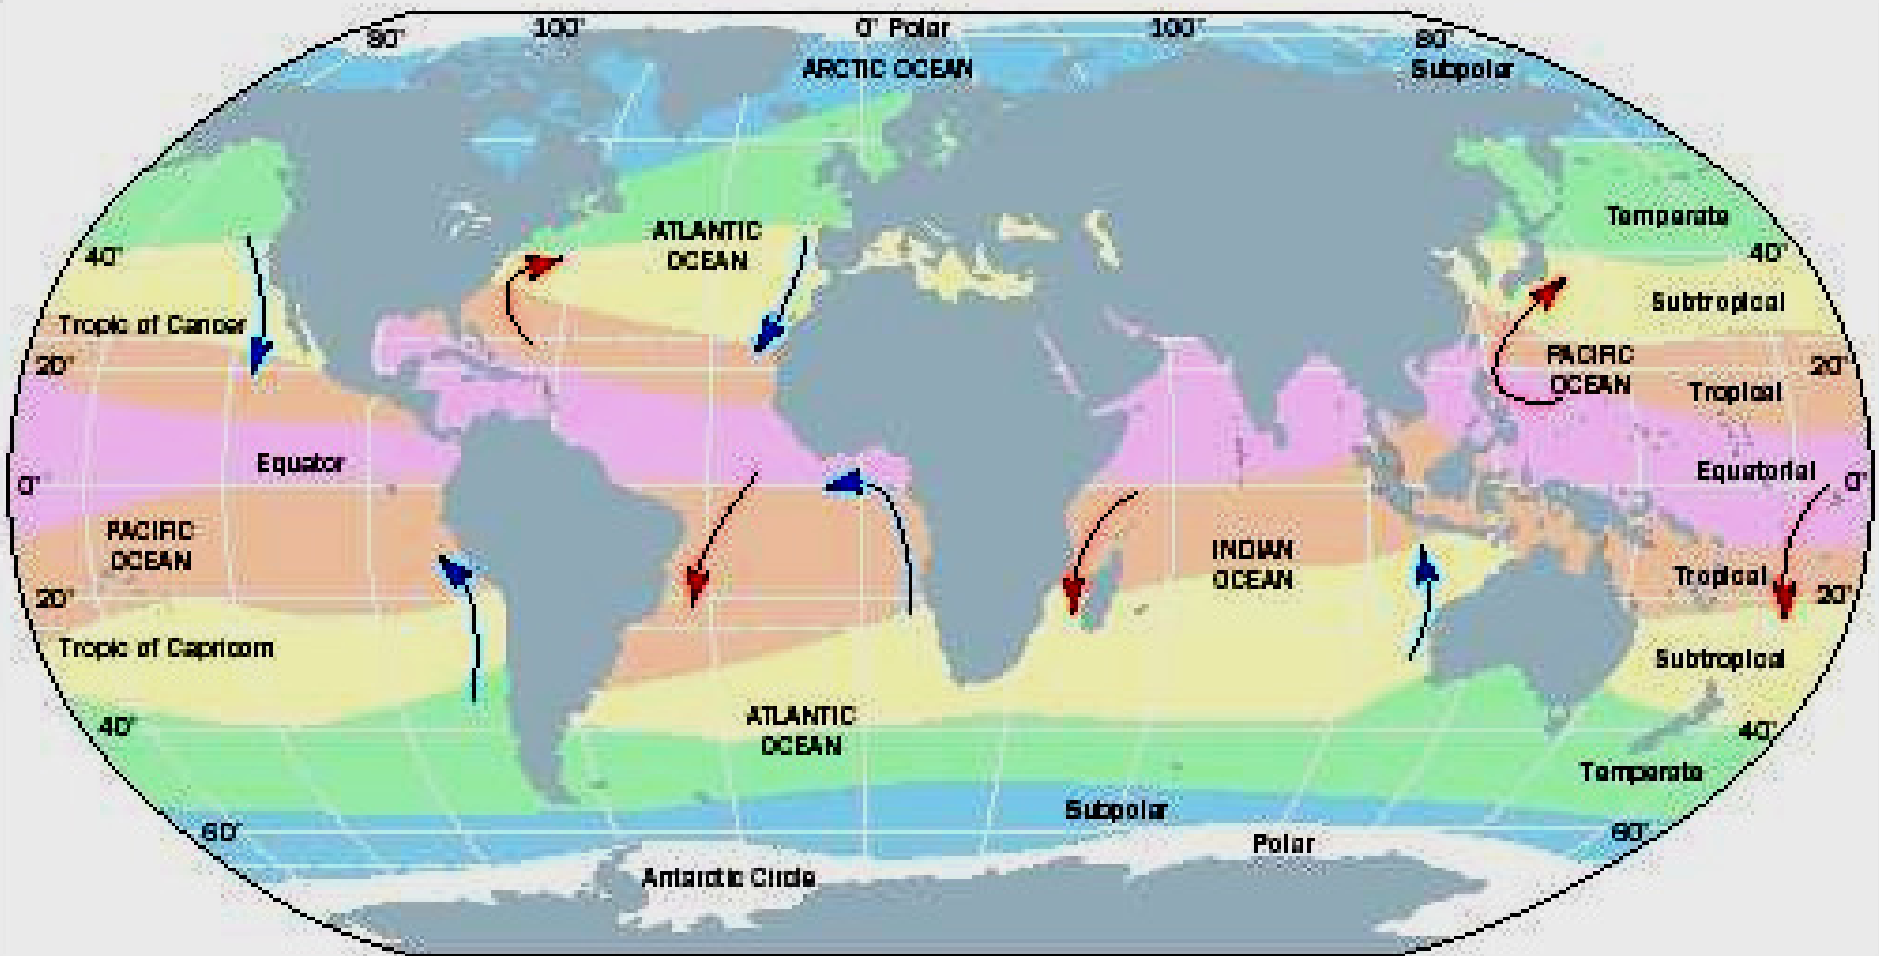 80° 100° 0° Polar 100° 80°
ARCTIC OCEAN Subpolar
ATLANTIC
OCEAN
Temperate
40° 40°
Subtropical
Tropic of Cancer
PACIFIC
OCEAN
20° 20°
Tropical
Equator Equatorial
0° 0°
PACIFIC
OCEAN
INDIAN
OCEAN
Tropical
20° 20°
Tropic of Capricorn Subtropical
ATLANTIC
OCEAN
40° 40°
Temperate
Subpolar
60° 60°
Polar
Antarctic Circle